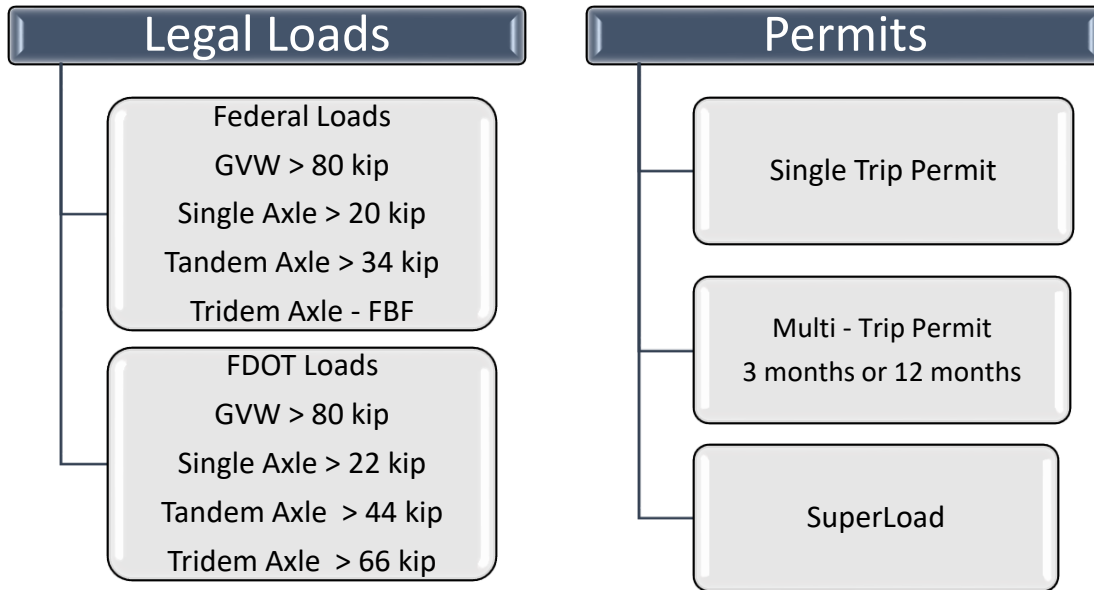 Legal Loads
Federal Loads
GVW > 80 kip
Single Axle > 20 kip
Tandem Axle > 34 kip
Tridem Axle - FBF
FDOT Loads
GVW > 80 kip
Single Axle > 22 kip
Tandem Axle > 44 kip
Tridem Axle > 66 kip
Permits
Single Trip Permit
Multi - Trip Permit
3 months or 12 months
SuperLoad